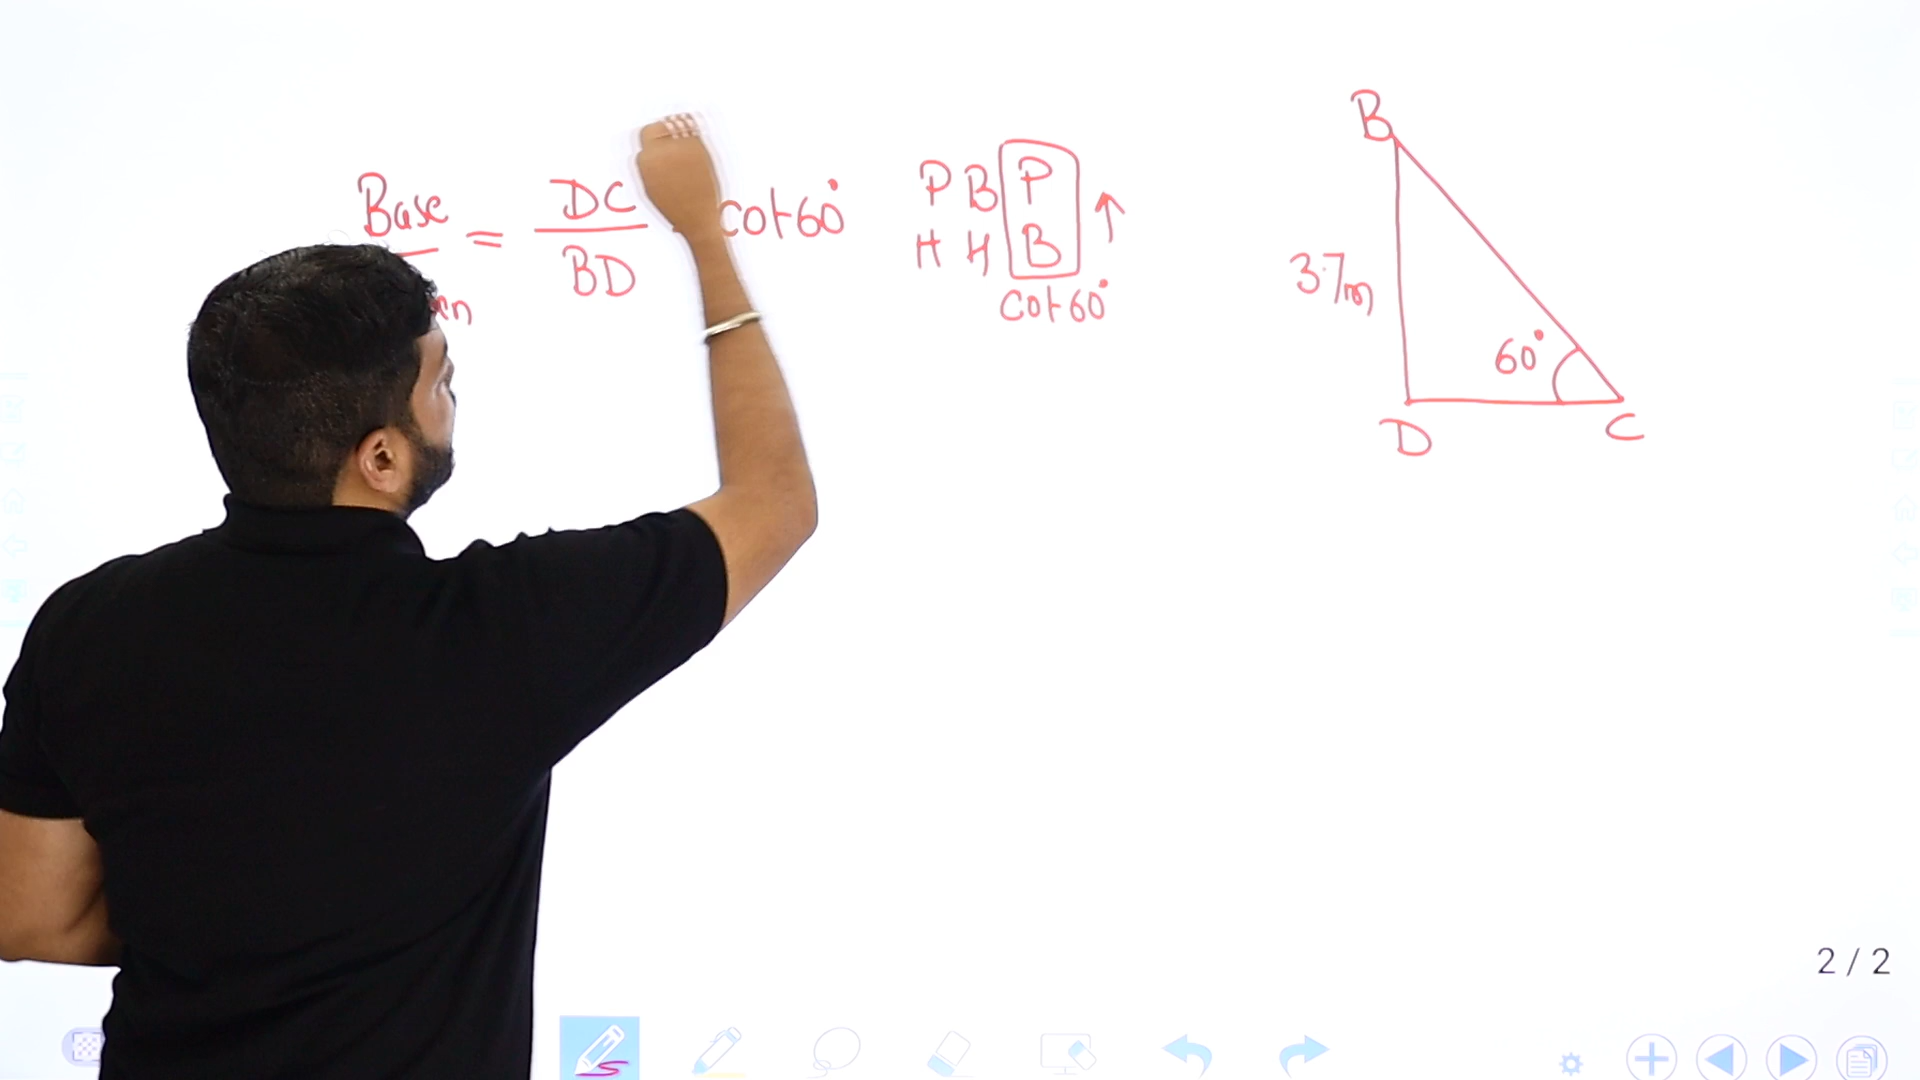 Base = DC cot60°
BD
P B P
H H B
cot60°
B
3.7m
60°
D C
2 / 2